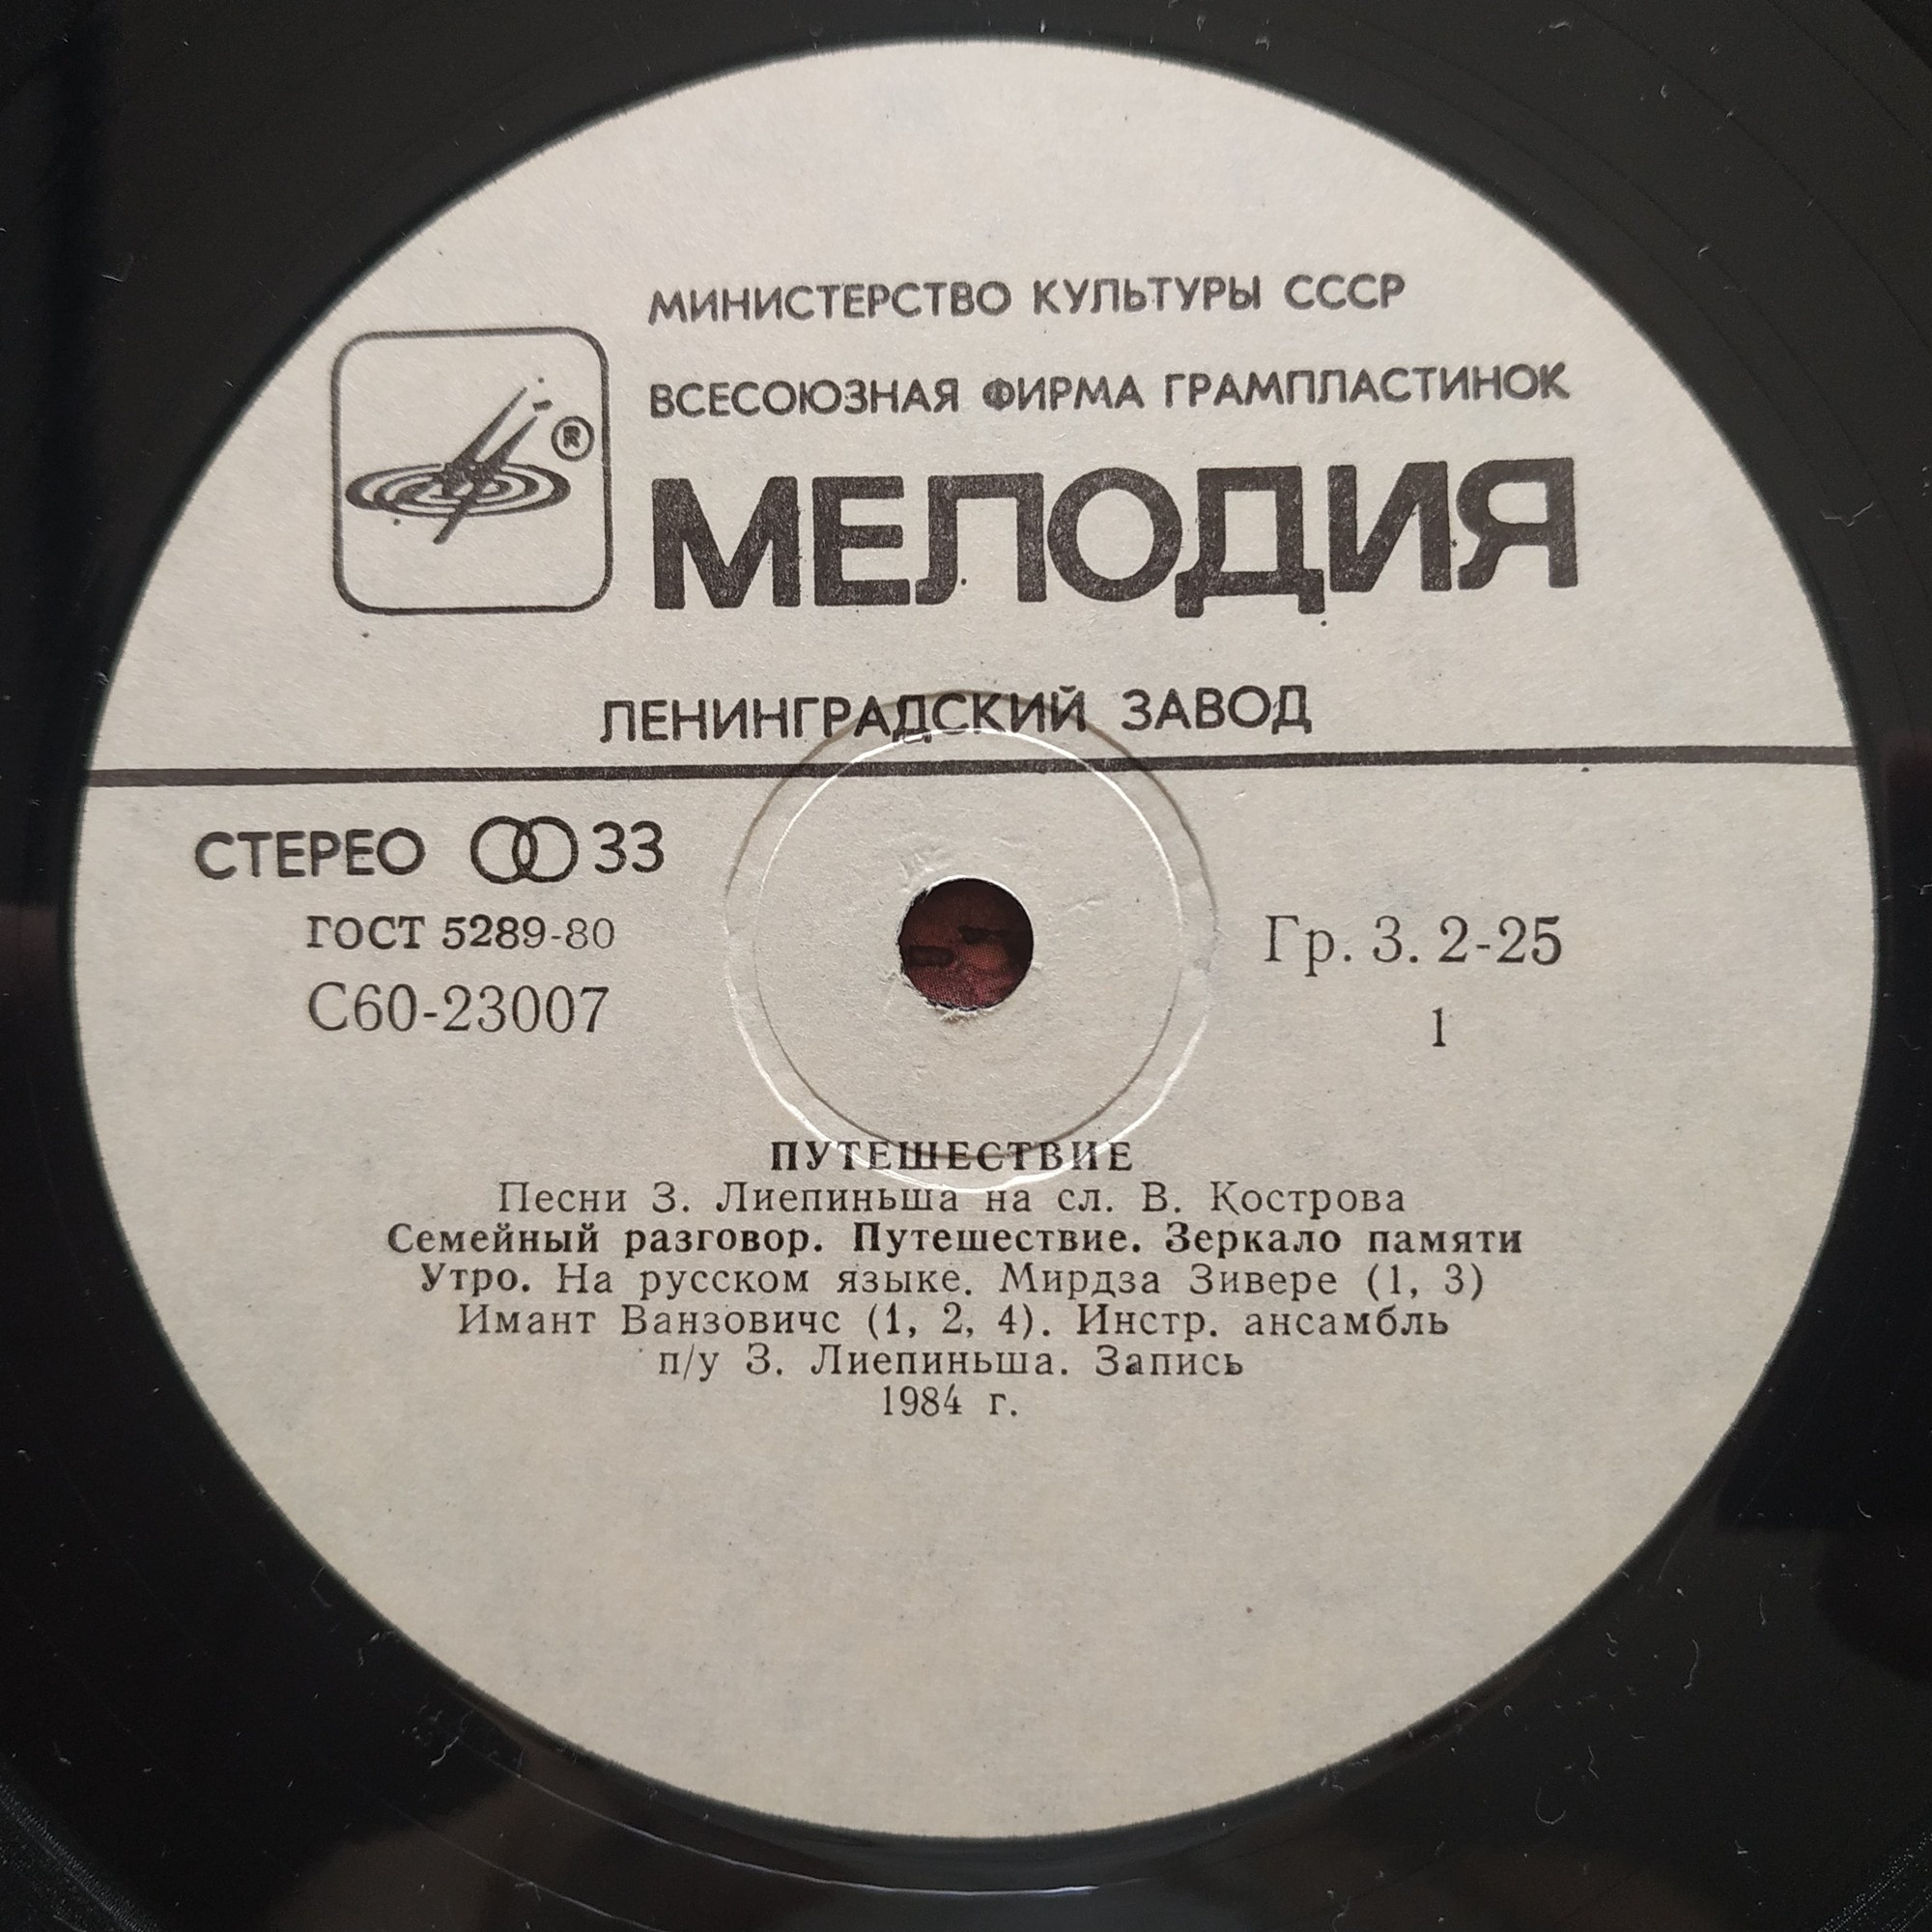 МИНИСТЕРСТВО КУЛЬТУРЫ СССР
ВСЕСОЮЗНАЯ ФИРМА ГРАМПЛАСТИНОК
®
МЕЛОДИЯ
ЛЕНИНГРАДСКИЙ ЗАВОД
СТЕРЕО 33
ГОСТ 5289-80
С60-23007
Гр. 3. 2-25
1
ПУТЕШЕСТВИЕ
Песни З. Лиепиньша на сл. В. Кострова
Семейный разговор. Путешествие. Зеркало памяти
Утро. На русском языке. Мирдза Зивере (1, 3)
Имант Ванзовичс (1, 2, 4). Инстр. ансамбль
п/у З. Лиепиньша. Запись
1984 г.